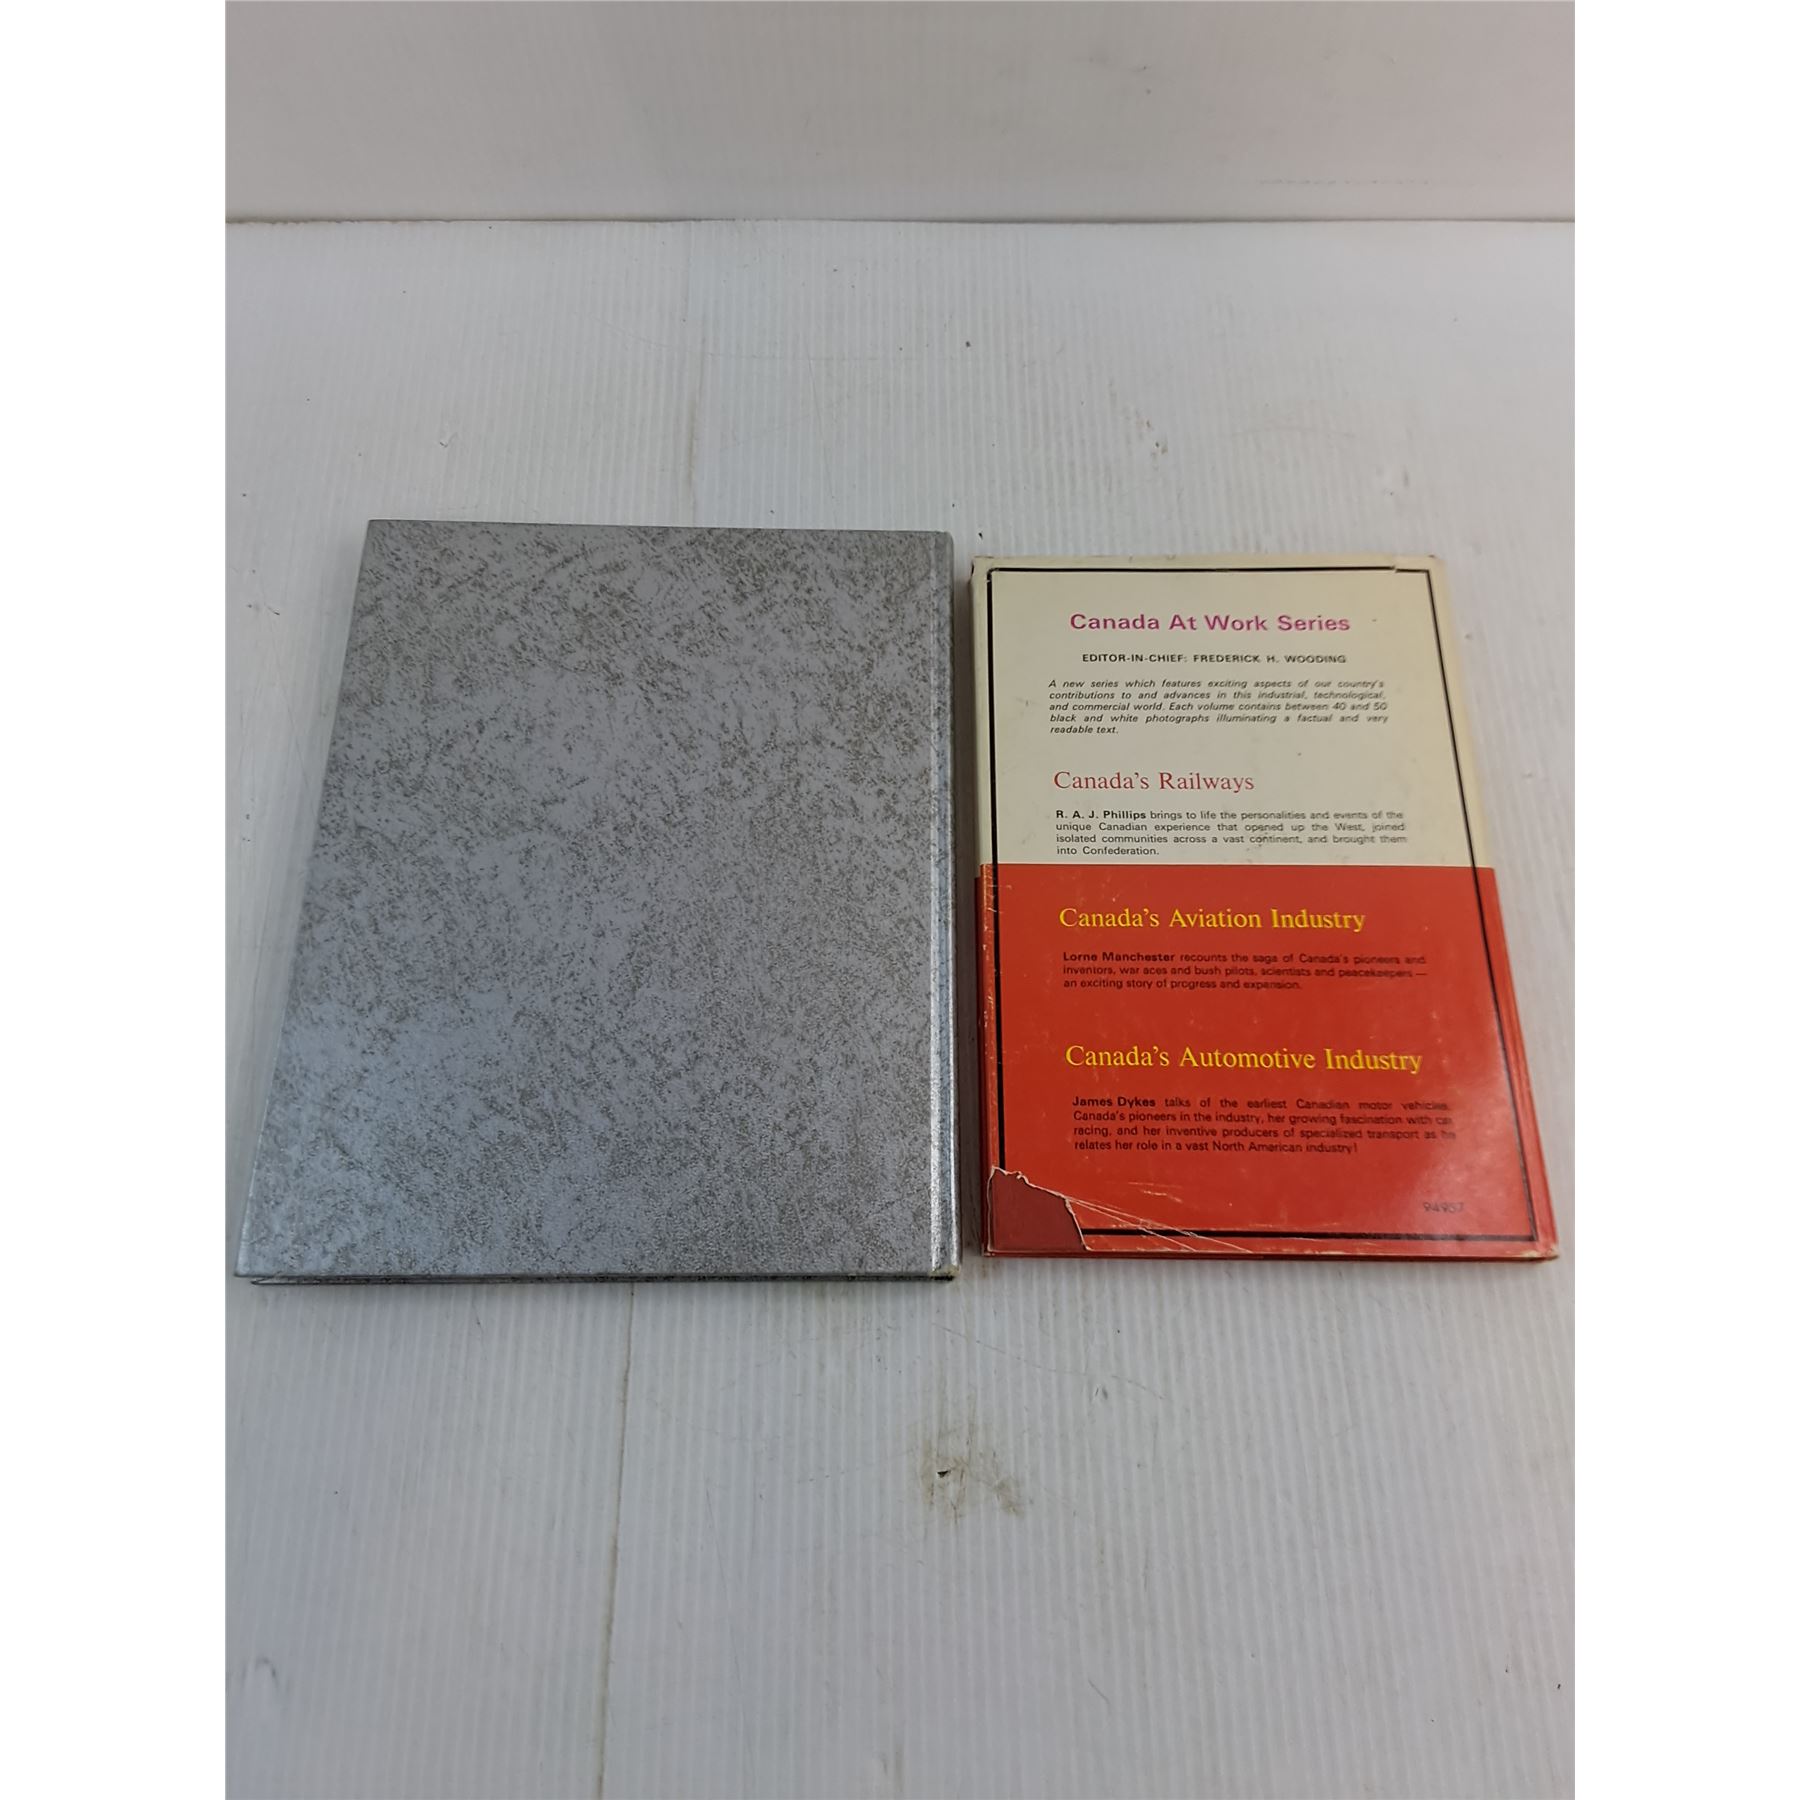 Canada At Work Series
EDITOR-IN-CHIEF: FREDERICK H. WOODING
A new series which features exciting aspects of our country's
contributions to and advances in this industrial, technological,
and commercial world. Each volume contains between 40 and 50
black and white photographs illuminating a factual and very
readable text.
Canada's Railways
R. A. J. Phillips brings to life the personalities and events of the
unique Canadian experience that opened up the West, joined
isolated communities across a vast continent, and brought them
into Confederation.
Canada's Aviation Industry
Lorne Manchester recounts the saga of Canada's pioneers and
inventors, war aces and bush pilots, scientists and peacekeepers —
an exciting story of progress and expansion.
Canada's Automotive Industry
James Dykes talks of the earliest Canadian motor vehicles,
Canada's pioneers in the industry, her growing fascination with car
racing, and her inventive producers of specialized transport as he
relates her role in a vast North American industry!
94957